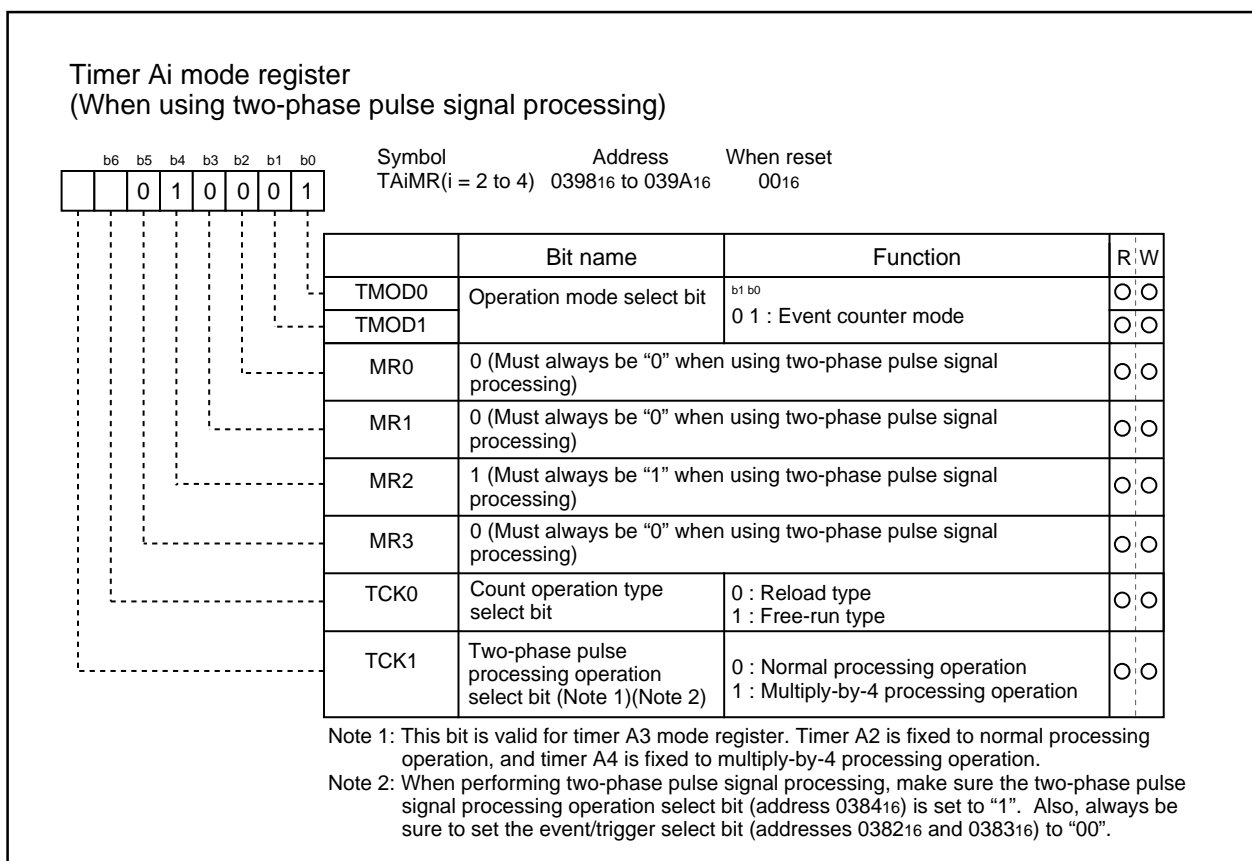 Timer Ai mode register
(When using two-phase pulse signal processing)
b6 b5 b4 b3 b2 b1 b0
0 1 0 0 0 1
Symbol Address When reset
TAiMR(i = 2 to 4) 039816 to 039A16 0016
Bit name Function R W
TMOD0 Operation mode select bit b1 b0
0 1 : Event counter mode
TMOD1
MR0 0 (Must always be “0” when using two-phase pulse signal
processing)
MR1 0 (Must always be “0” when using two-phase pulse signal
processing)
MR2 1 (Must always be “1” when using two-phase pulse signal
processing)
MR3 0 (Must always be “0” when using two-phase pulse signal
processing)
TCK0 Count operation type
select bit
0 : Reload type
1 : Free-run type
TCK1 Two-phase pulse
processing operation
select bit (Note 1)(Note 2)
0 : Normal processing operation
1 : Multiply-by-4 processing operation
Note 1: This bit is valid for timer A3 mode register. Timer A2 is fixed to normal processing
operation, and timer A4 is fixed to multiply-by-4 processing operation.
Note 2: When performing two-phase pulse signal processing, make sure the two-phase pulse
signal processing operation select bit (address 038416) is set to “1”. Also, always be
sure to set the event/trigger select bit (addresses 038216 and 038316) to “00”.